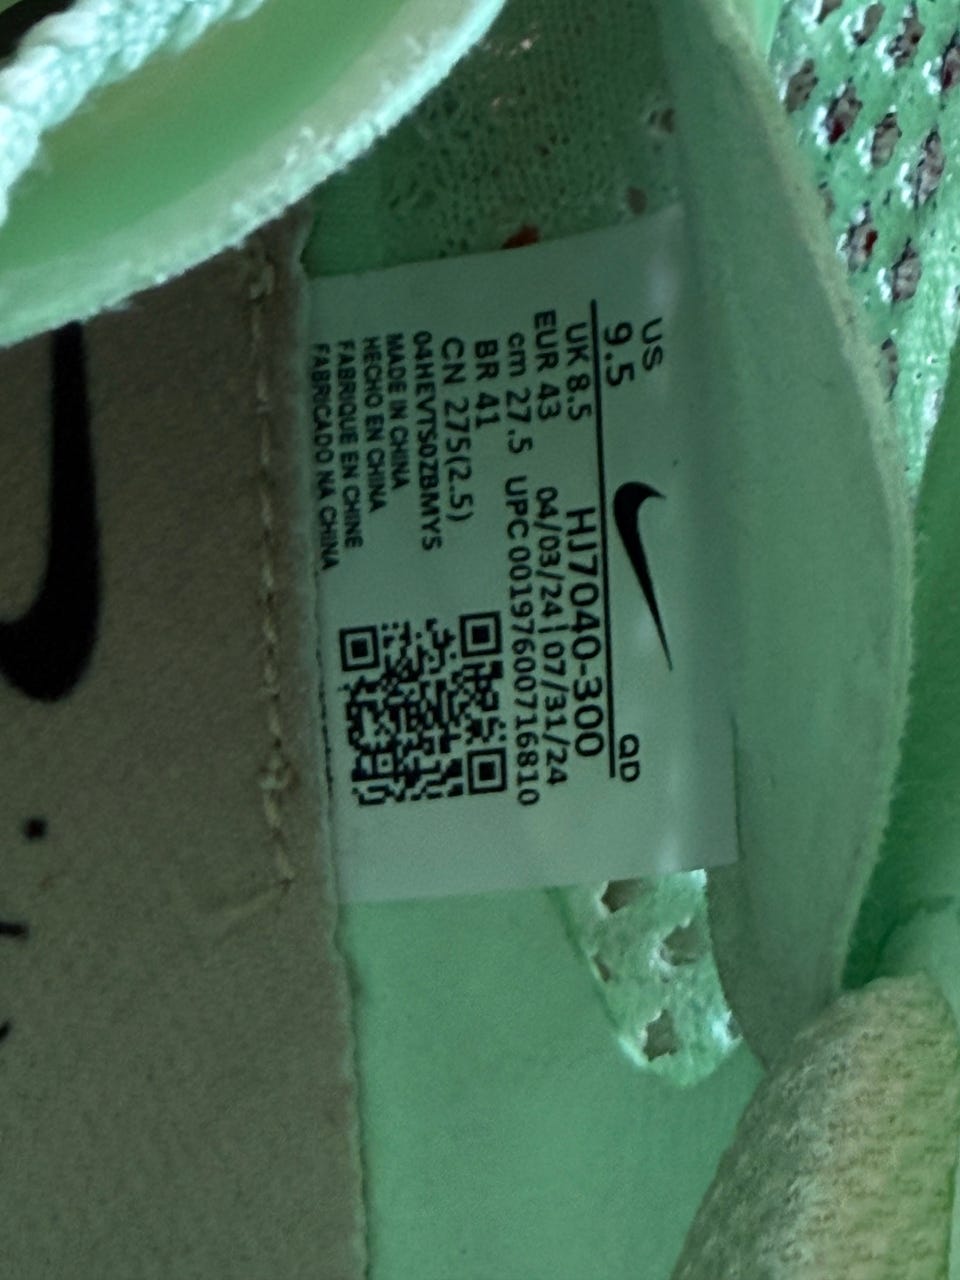 US
9.5
QD
UK 8.5
HJ7040-300
EUR 43
04/03/24|07/31/24
cm 27.5
UPC 00197600716810
BR 41
CN 275(2.5)
04HEVTS0ZBMYS
MADE IN CHINA
HECHO EN CHINA
FABRIQUE EN CHINE
FABRICADO NA CHINA